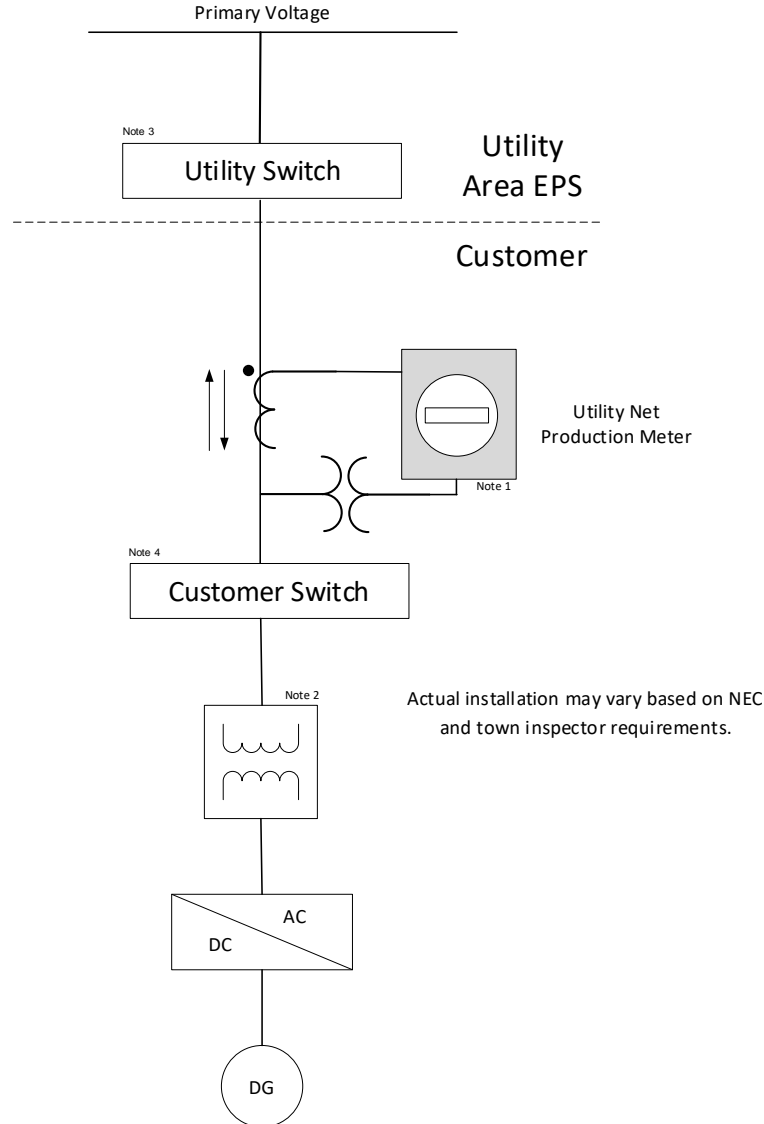 Primary Voltage
Note 3
Utility Switch
Utility
Area EPS
Customer
Utility Net
Production Meter
Note 1
Note 4
Customer Switch
Note 2
Actual installation may vary based on NEC
and town inspector requirements.
AC
DC
DG